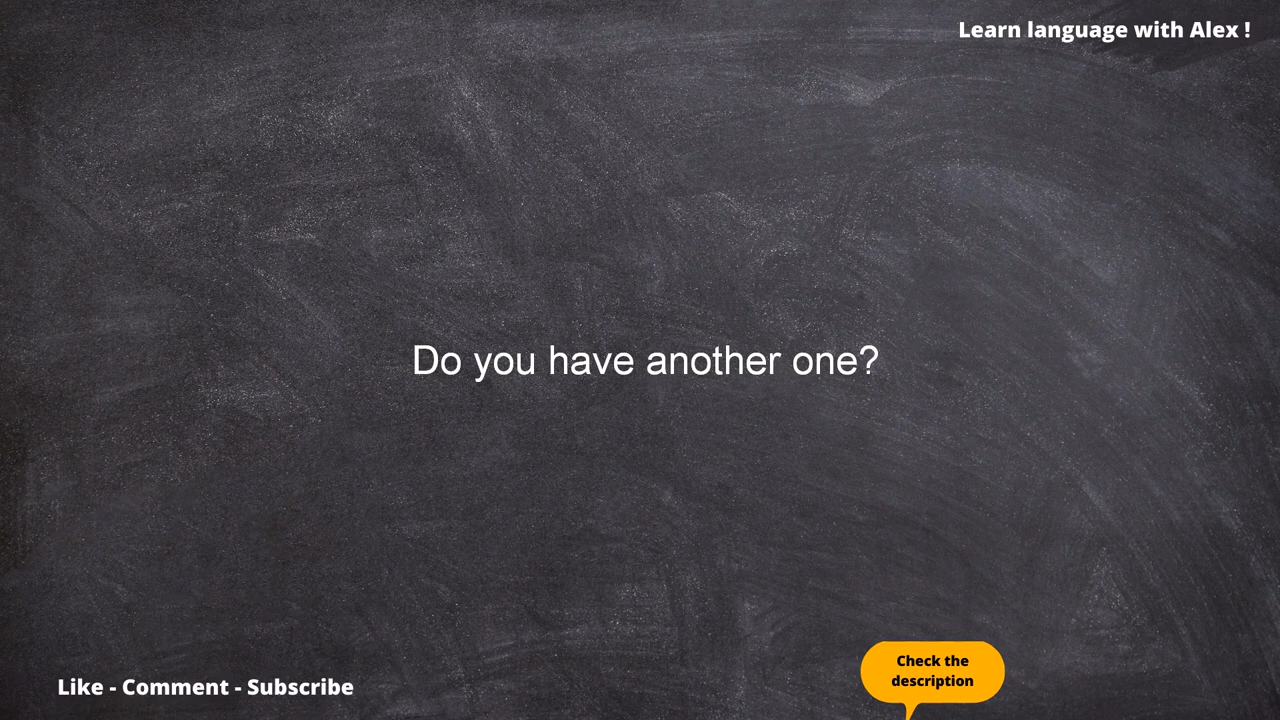 Learn language with Alex !
Do you have another one?
Check the
description
Like - Comment - Subscribe